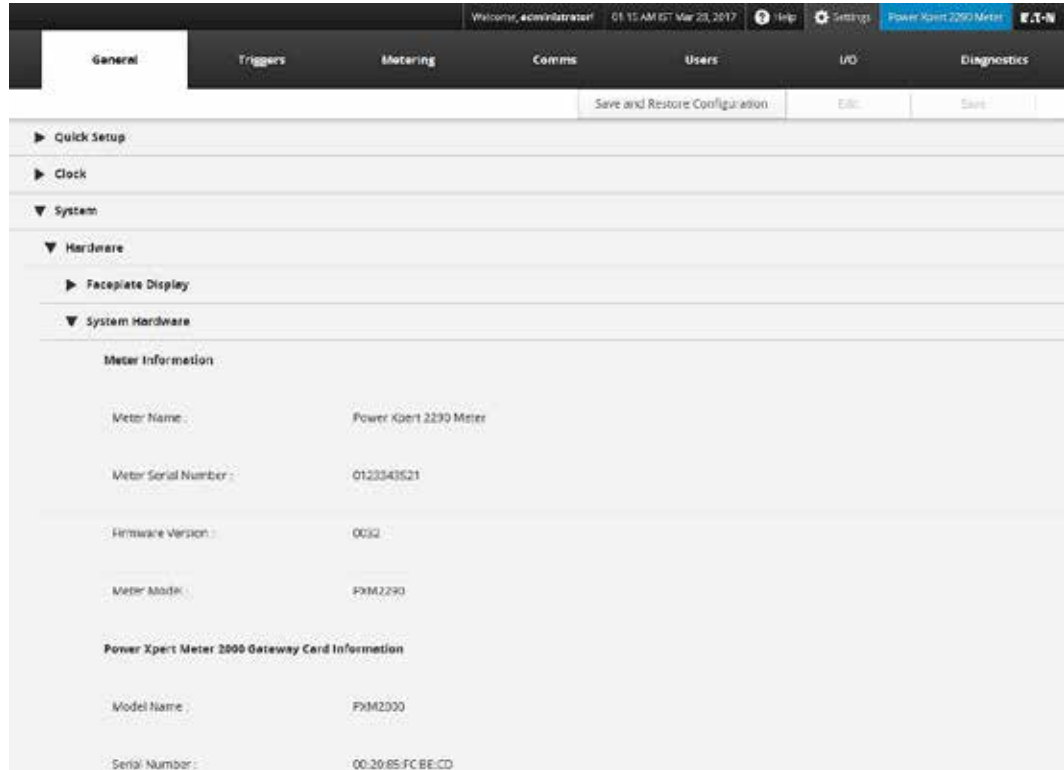 Welcome, administrator! 01:15 AM IST Mar 23, 2017 Help Settings Power Xpert 2290 Meter EATON
General Triggers Metering Comms Users I/O Diagnostics
Save and Restore Configuration Edit Save
Quick Setup
Clock
System
Hardware
Faceplate Display
System Hardware
Meter Information
Meter Name : Power Xpert 2290 Meter
Meter Serial Number : 0123343521
Firmware Version : 0032
Meter Model : PXM2290
Power Xpert Meter 2000 Gateway Card Information
Model Name : PXM2000
Serial Number : 00:20:85:FC:BE:CD